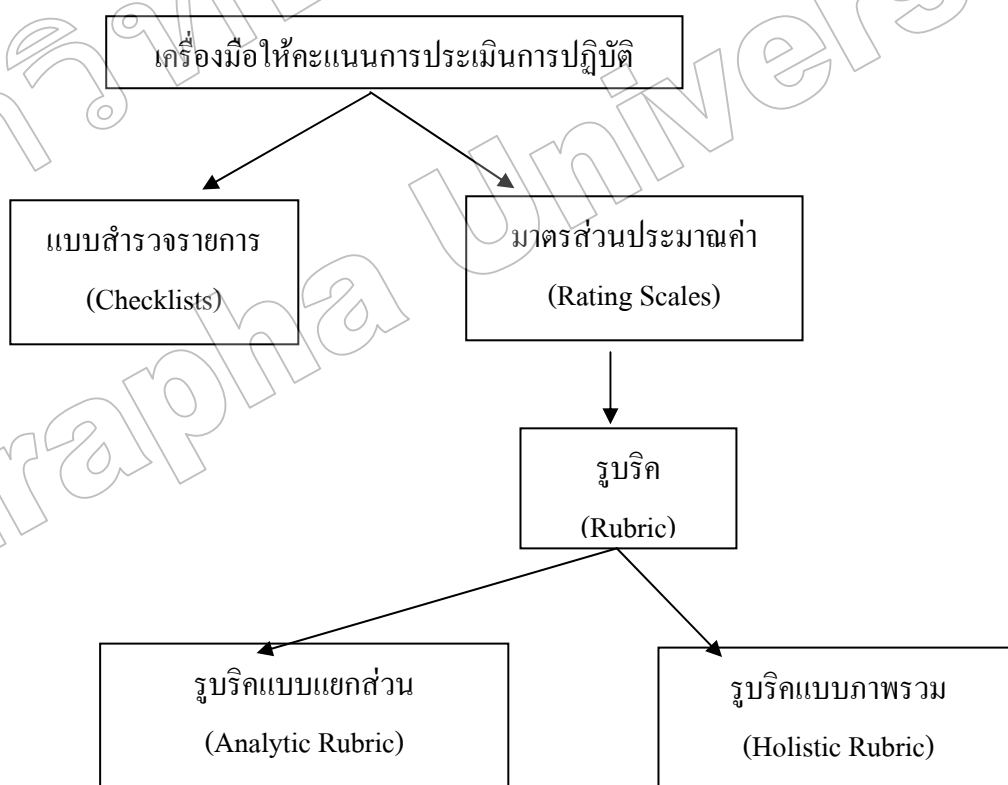 เครื่องมือให้คะแนนการประเมินการปฏิบัติ
แบบสำรวจรายการ
(Checklists)
มาตรส่วนประมาณค่า
(Rating Scales)
รูบริค
(Rubric)
รูบริคแบบแยกส่วน
(Analytic Rubric)
รูบริคแบบภาพรวม
(Holistic Rubric)